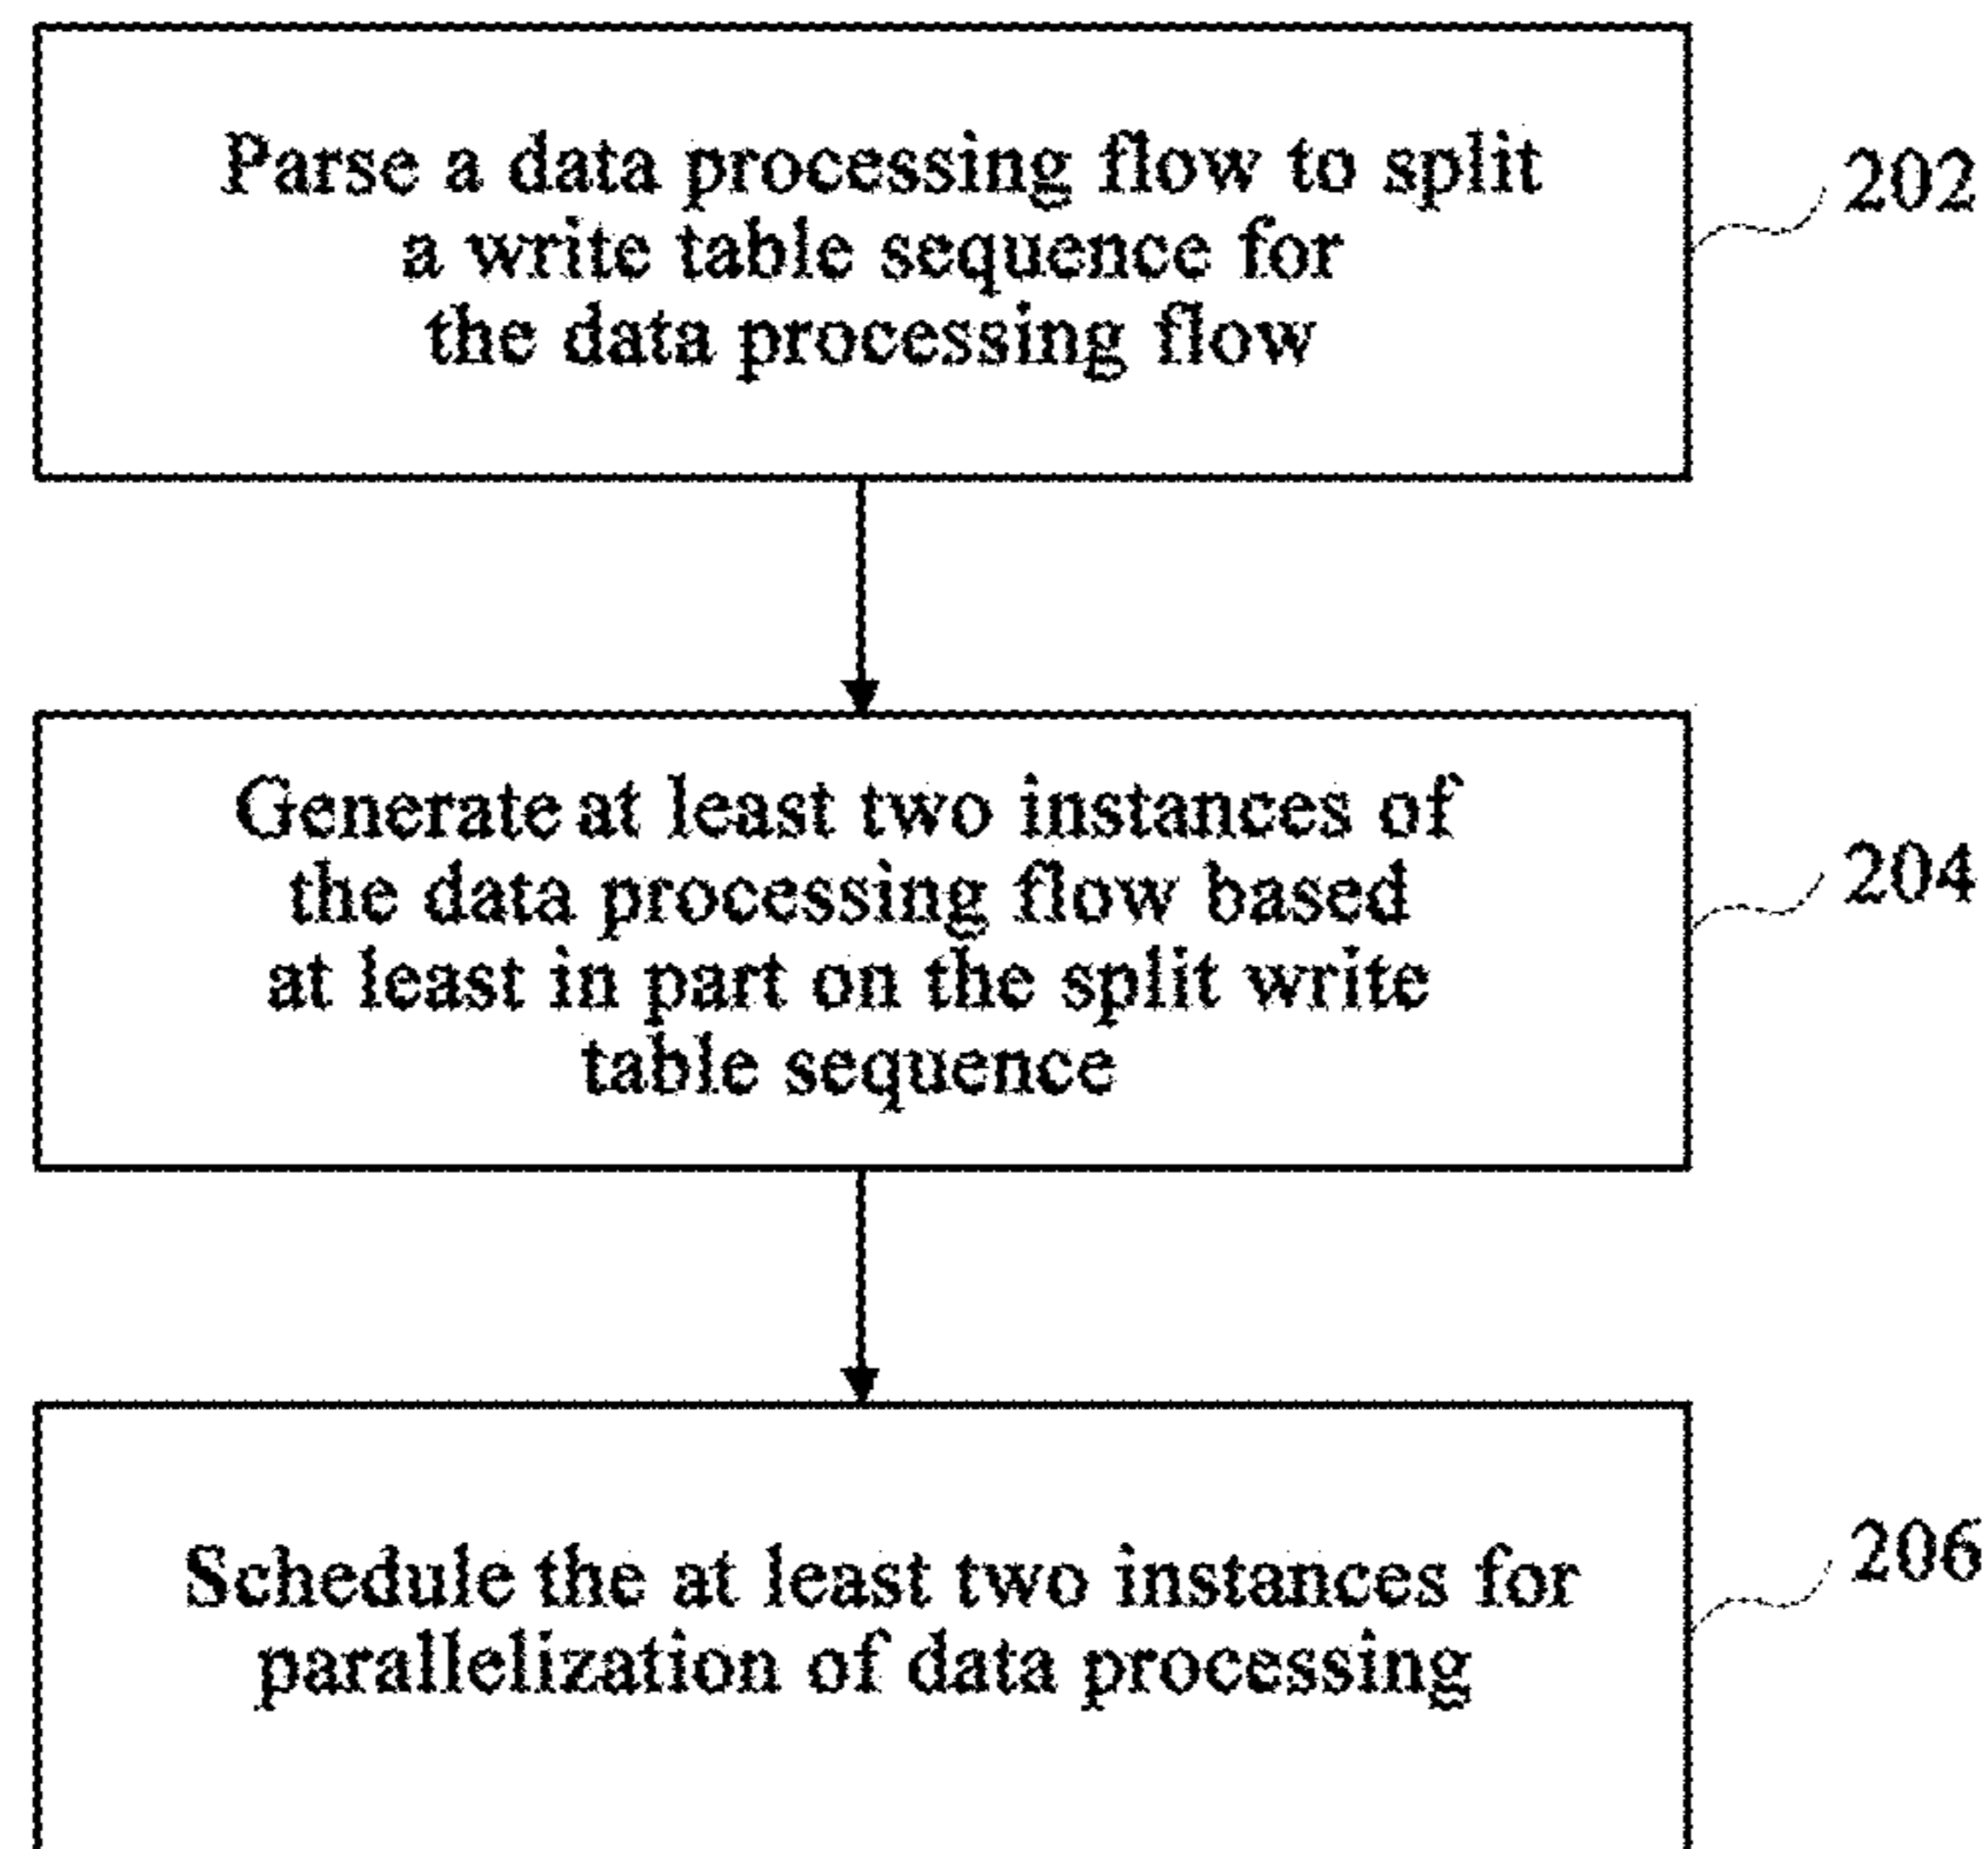 Parse a data processing flow to split
a write table sequence for
the data processing flow
202
Generate at least two instances of
the data processing flow based
at least in part on the split write
table sequence
204
Schedule the at least two instances for
parallelization of data processing
206